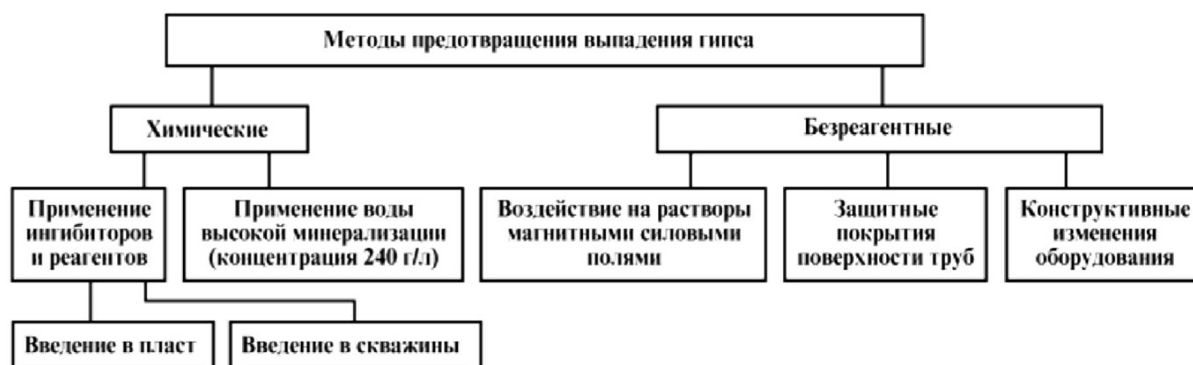 Методы предотвращения выпадения гипса
Химические
Безреагентные
Применение
ингибиторов
и реагентов
Применение воды
высокой минерализации
(концентрация 240 г/л)
Воздействие на растворы
магнитными силовыми
полями
Защитные
покрытия
поверхности труб
Конструктивные
изменения
оборудования
Введение в пласт
Введение в скважины